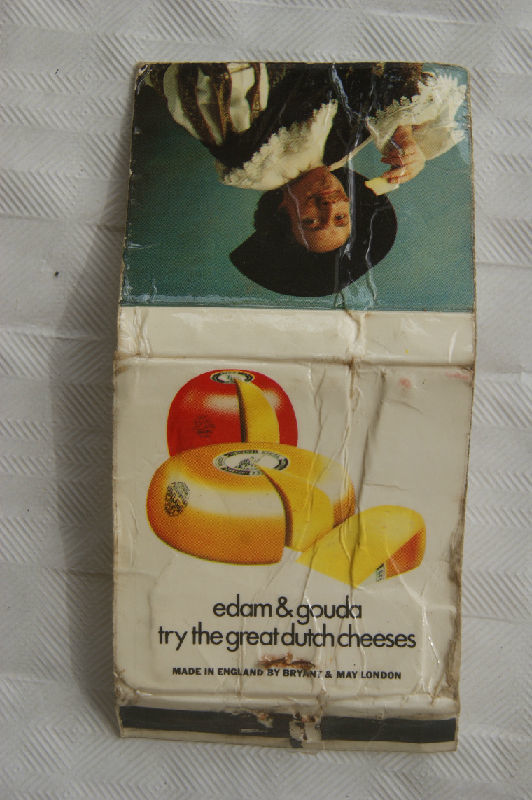 edam & gouda
try the great dutch cheeses
MADE IN ENGLAND BY BRYANT & MAY LONDON